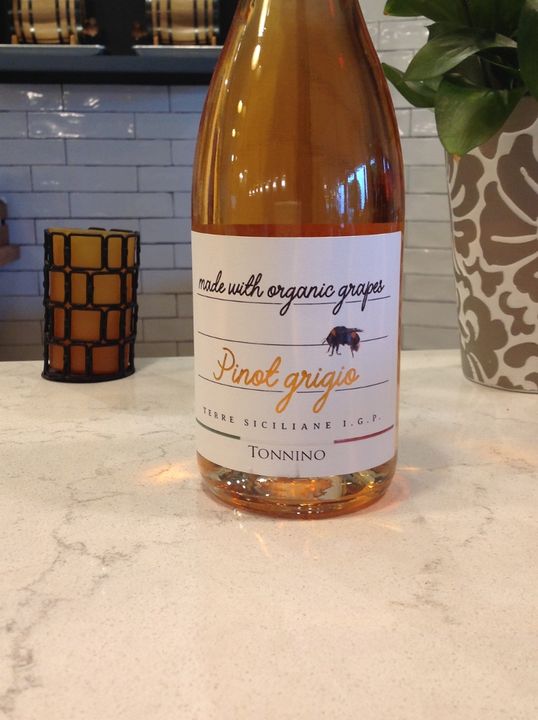 made with organic grapes
Pinot grigio
TERRE SICILIANE I.G.P.
TONNINO